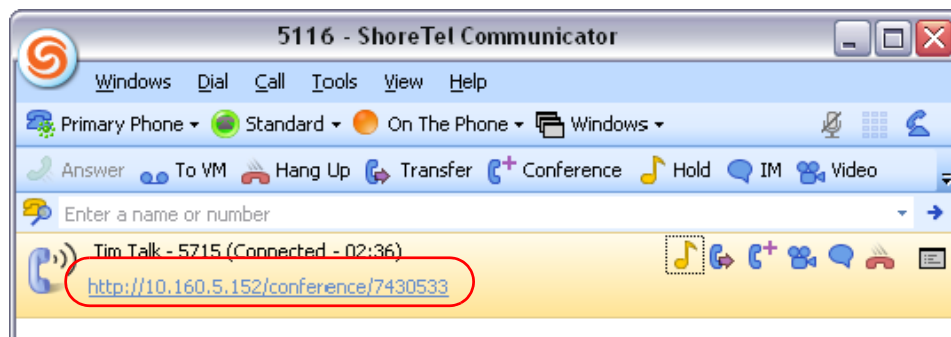 5116 - ShoreTel Communicator
Windows Dial Call Tools View Help
Primary Phone Standard On The Phone Windows
Answer To VM Hang Up Transfer Conference Hold IM Video
Enter a name or number
Tim Talk - 5715 (Connected - 02:36)
http://10.160.5.152/conference/7430533